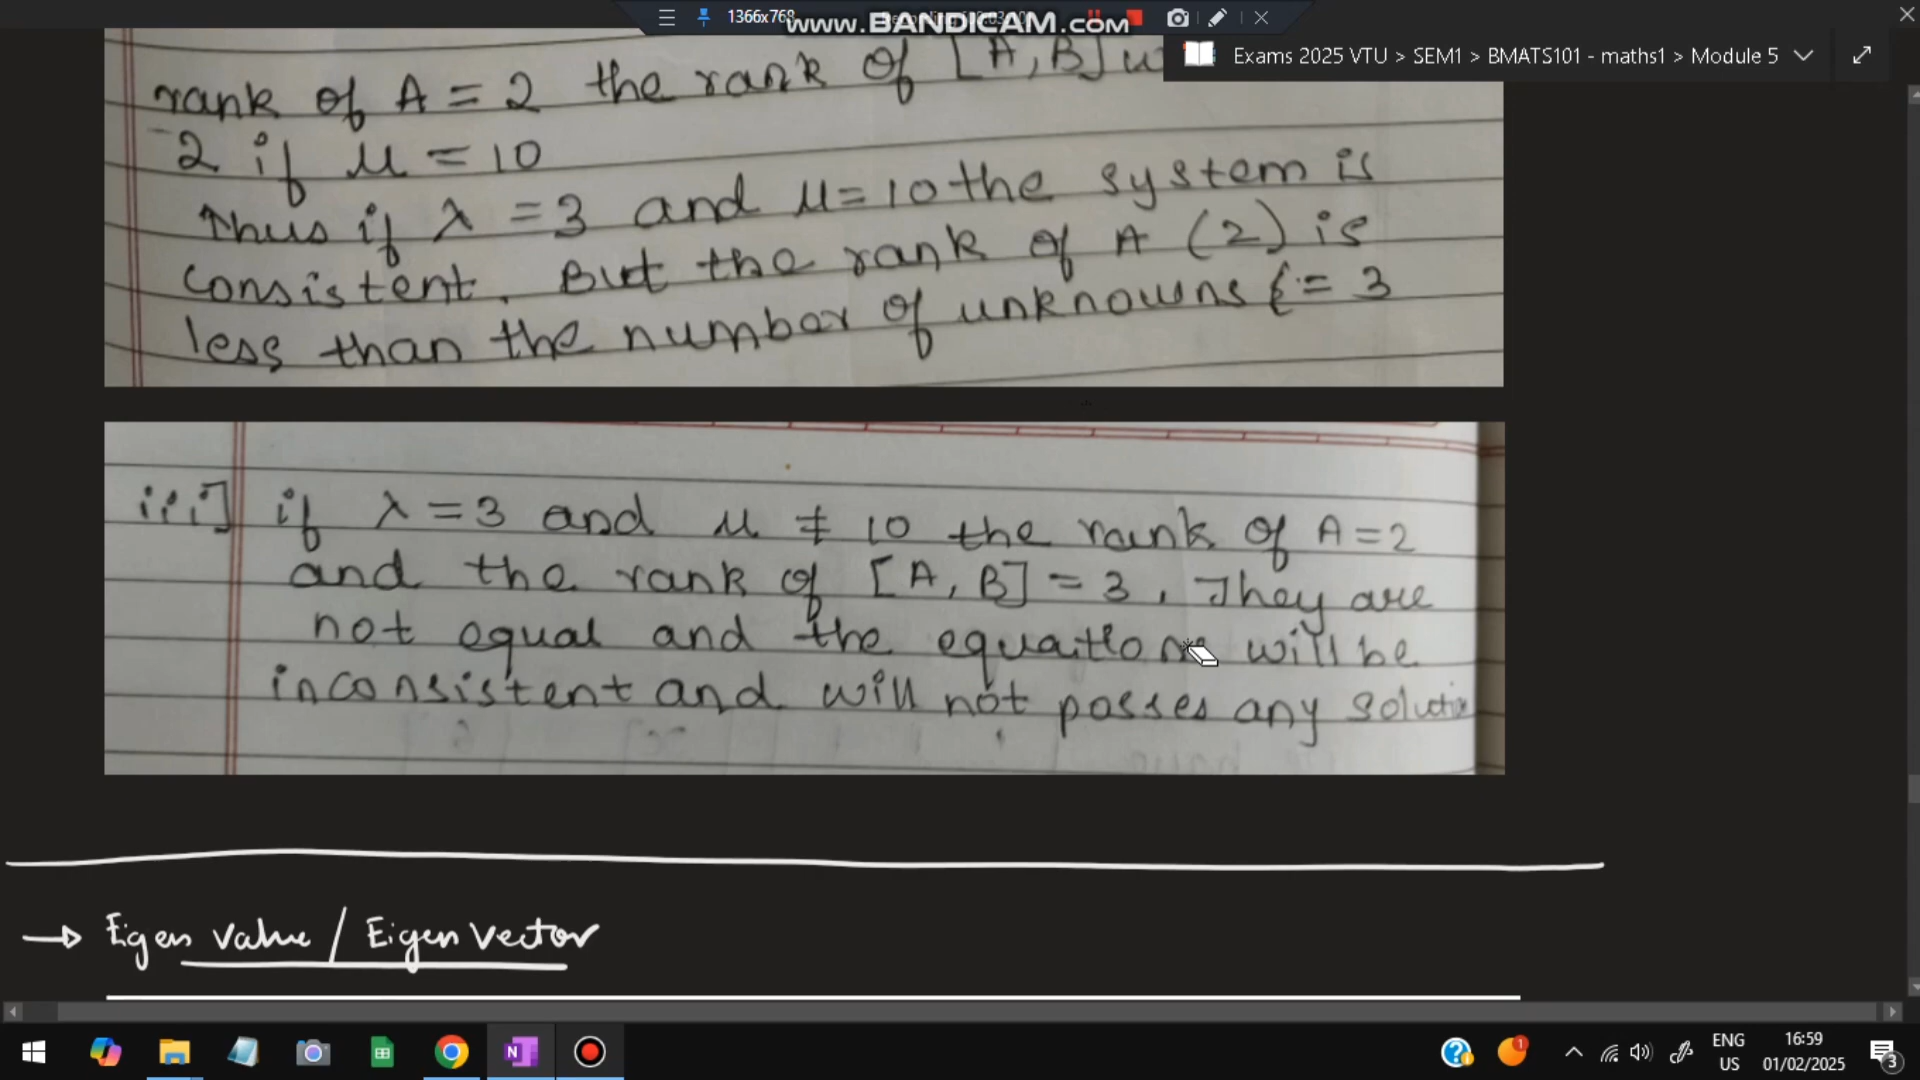 1366x768
www.BANDICAM.com
Exams 2025 VTU > SEM1 > BMATS101 - maths1 > Module 5
rank of A = 2 the rank of [A, B]
2 if μ = 10
Thus if λ = 3 and μ = 10 the system is
consistent. But the rank of A (2) is
less than the number of unknowns {= 3
iii] if λ = 3 and μ ≠ 10 the rank of A = 2
and the rank of [A, B] = 3. They are
not equal and the equaitions will be
inconsistent and will not posses any solution
→ Eigen Value / Eigen Vector
ENG
US
16:59
01/02/2025
1
3